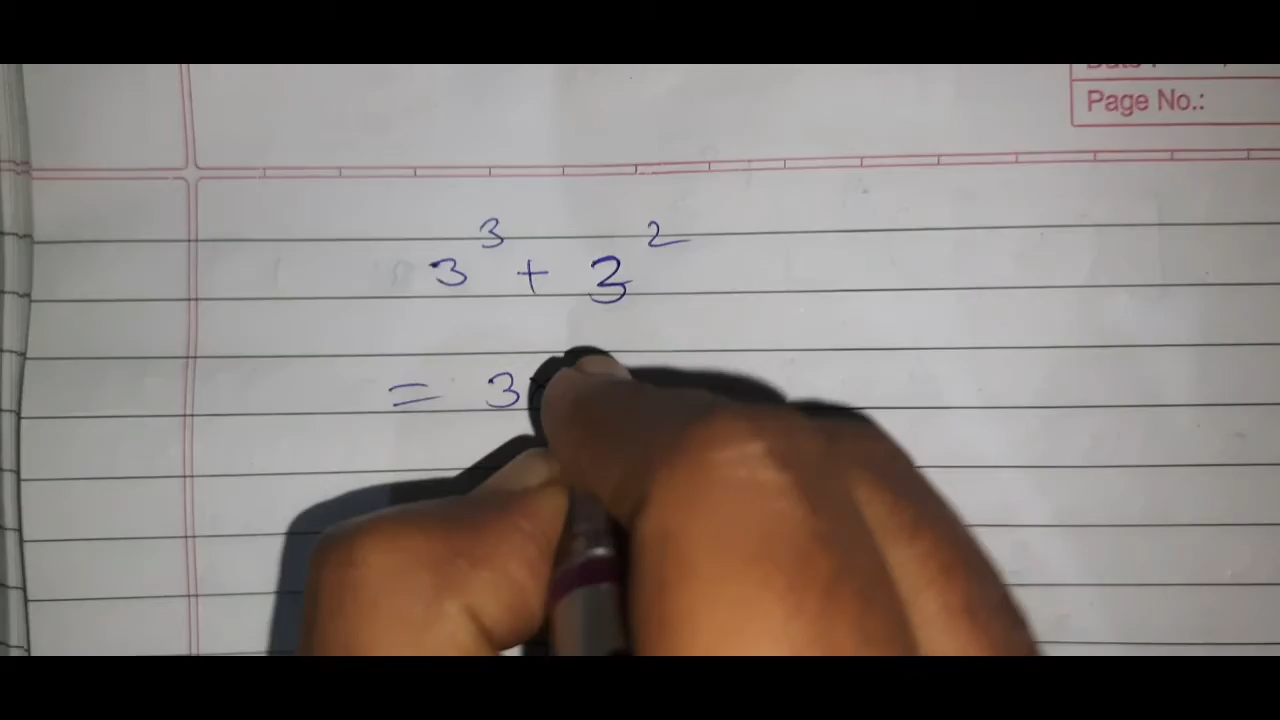 Page No.:
3³ + 3²
= 3